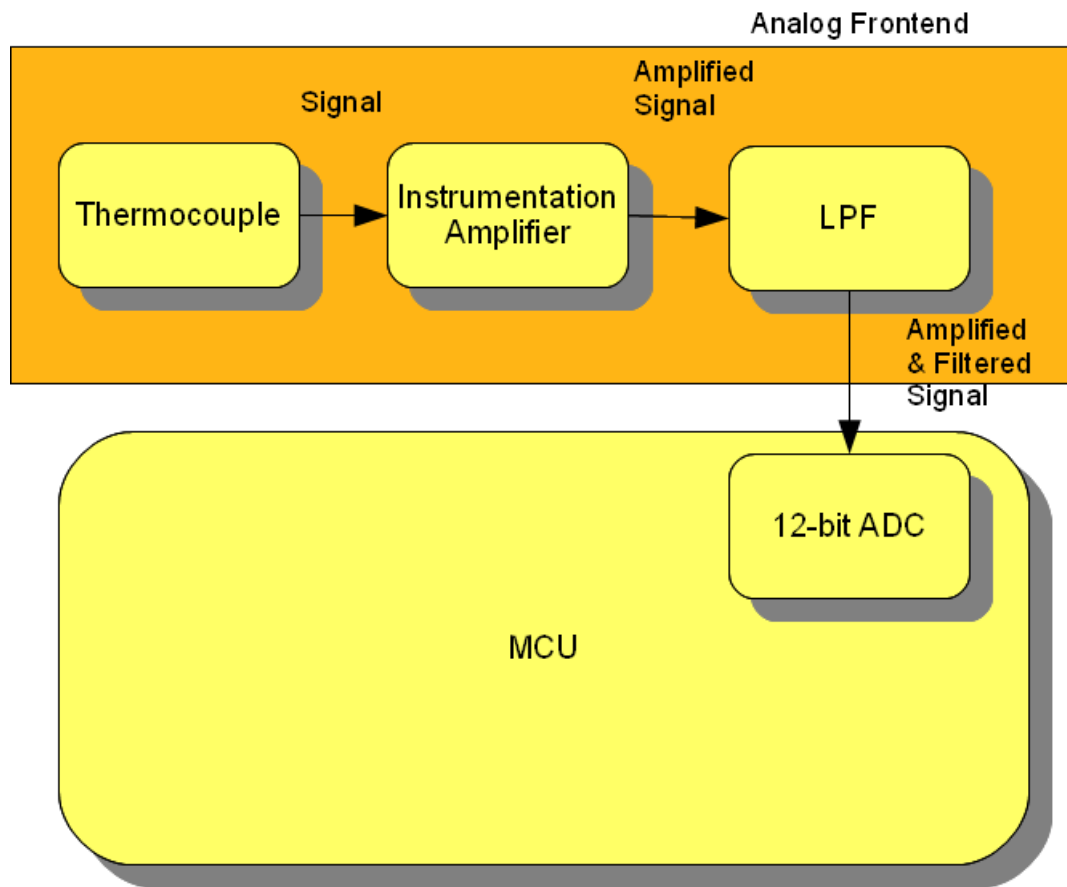 Analog Frontend
Signal
Amplified
Signal
Thermocouple
Instrumentation
Amplifier
LPF
Amplified
& Filtered
Signal
12-bit ADC
MCU